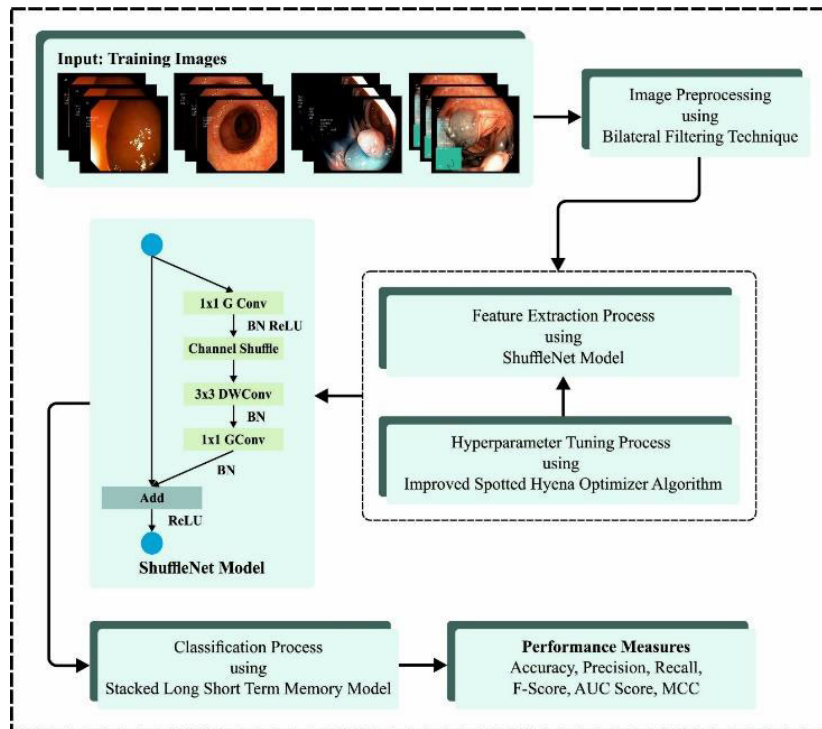 Input: Training Images
Image Preprocessing
using
Bilateral Filtering Technique
Feature Extraction Process
using
ShuffleNet Model
Hyperparameter Tuning Process
using
Improved Spotted Hyena Optimizer Algorithm
1x1 G Conv
BN ReLU
Channel Shuffle
3x3 DWConv
BN
1x1 GConv
BN
Add
ReLU
ShuffleNet Model
Classification Process
using
Stacked Long Short Term Memory Model
Performance Measures
Accuracy, Precision, Recall,
F-Score, AUC Score, MCC